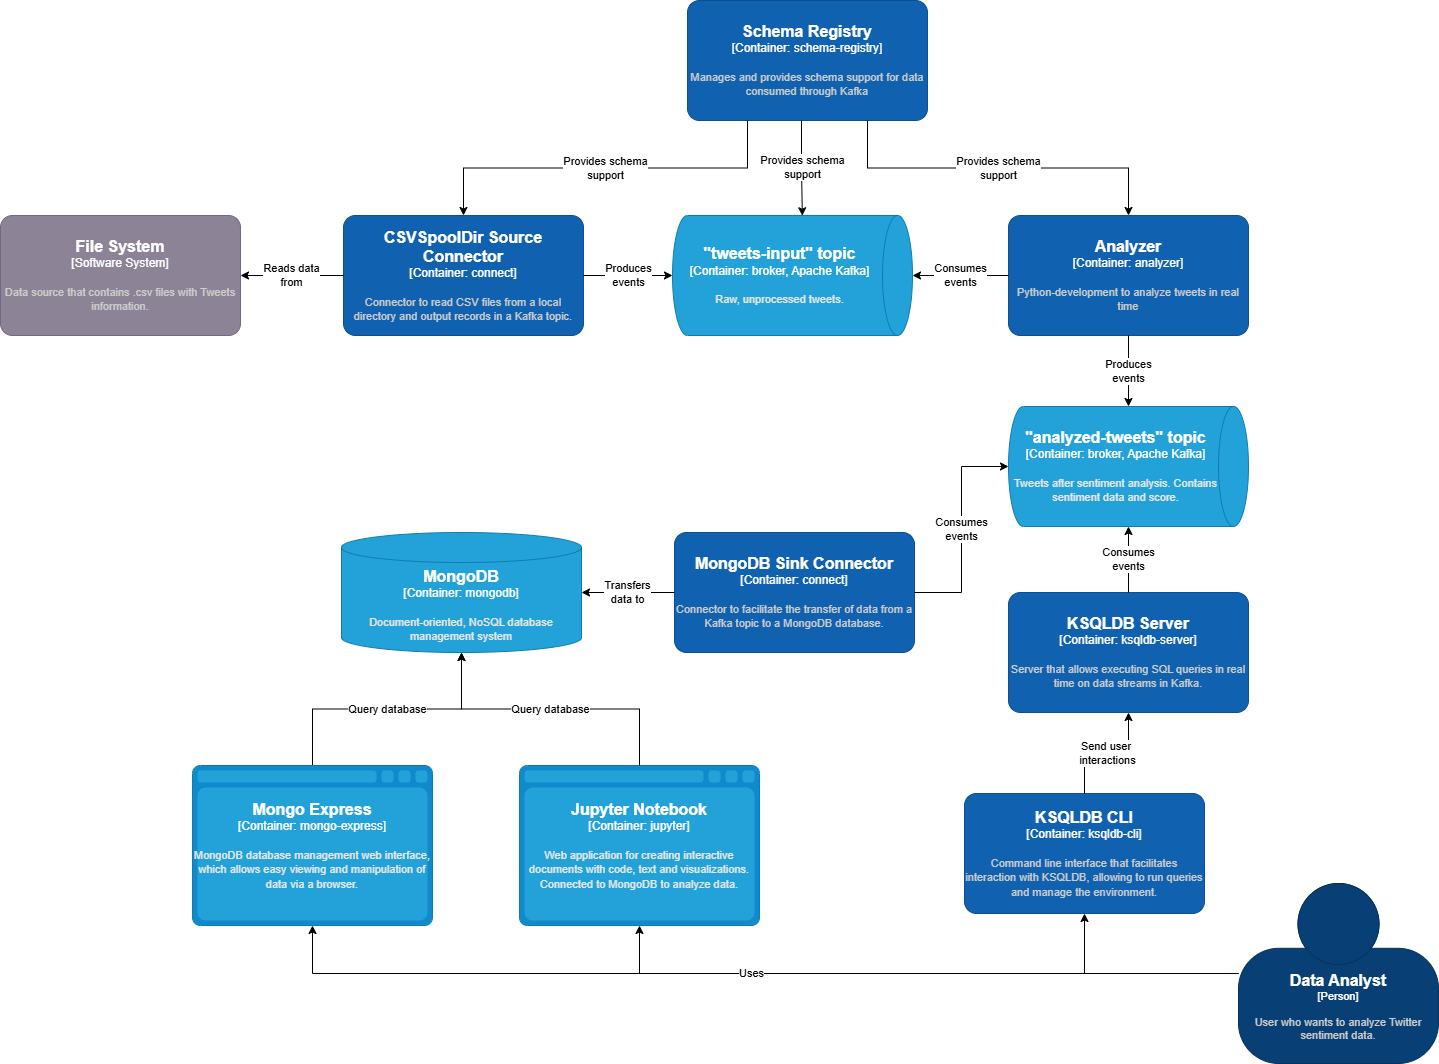 Schema Registry
[Container: schema-registry]
Manages and provides schema support for data
consumed through Kafka
Provides schema
support
Provides schema
support
Provides schema
support
File System
[Software System]
Data source that contains .csv files with Tweets
information.
Reads data
from
CSVSpoolDir Source
Connector
[Container: connect]
Connector to read CSV files from a local
directory and output records in a Kafka topic.
Produces
events
"tweets-input" topic
[Container: broker, Apache Kafka]
Raw, unprocessed tweets.
Consumes
events
Analyzer
[Container: analyzer]
Python-development to analyze tweets in real
time
Produces
events
"analyzed-tweets" topic
[Container: broker, Apache Kafka]
Tweets after sentiment analysis. Contains
sentiment data and score.
Consumes
events
Consumes
events
MongoDB
[Container: mongodb]
Document-oriented, NoSQL database
management system
Transfers
data to
MongoDB Sink Connector
[Container: connect]
Connector to facilitate the transfer of data from a
Kafka topic to a MongoDB database.
KSQLDB Server
[Container: ksqldb-server]
Server that allows executing SQL queries in real
time on data streams in Kafka.
Query database
Query database
Send user
interactions
Mongo Express
[Container: mongo-express]
MongoDB database management web interface,
which allows easy viewing and manipulation of
data via a browser.
Jupyter Notebook
[Container: jupyter]
Web application for creating interactive
documents with code, text and visualizations.
Connected to MongoDB to analyze data.
KSQLDB CLI
[Container: ksqldb-cli]
Command line interface that facilitates
interaction with KSQLDB, allowing to run queries
and manage the environment.
Uses
Data Analyst
[Person]
User who wants to analyze Twitter
sentiment data.